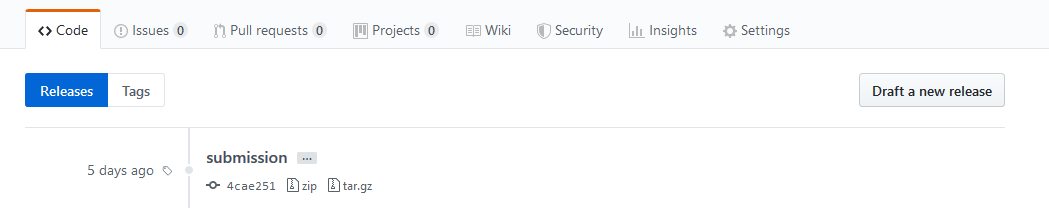 Code Issues 0 Pull requests 0 Projects 0 Wiki Security Insights Settings
Releases Tags Draft a new release
submission ...
5 days ago
4cae251 zip tar.gz